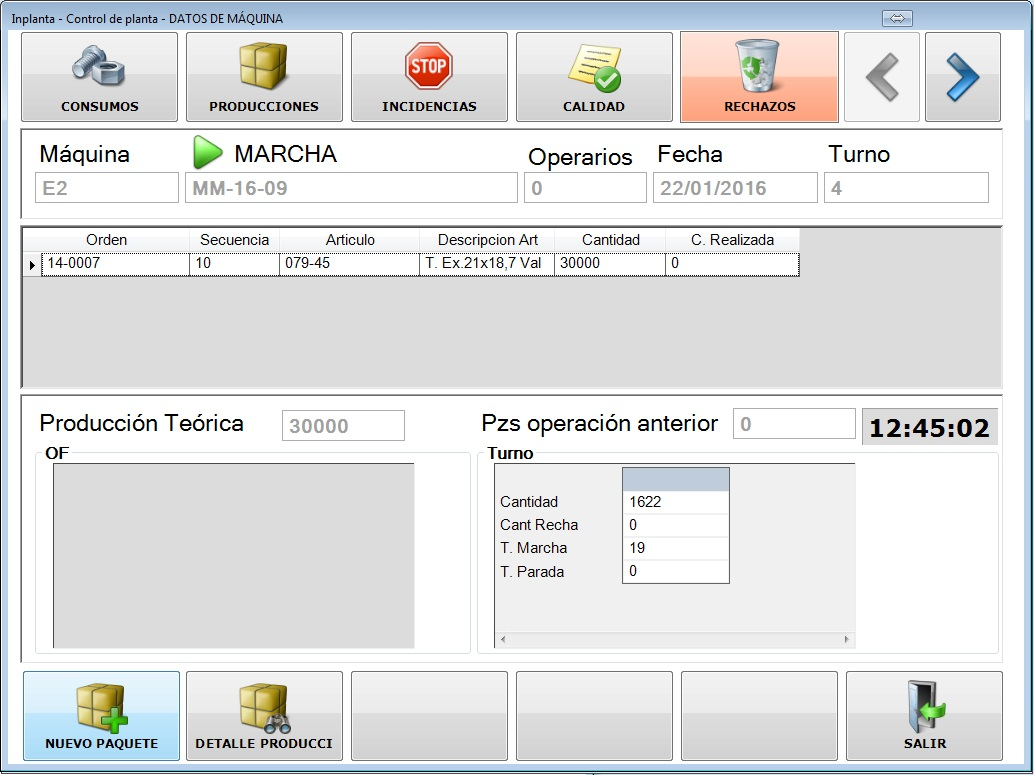 Inplanta - Control de planta - DATOS DE MÁQUINA
CONSUMOS PRODUCCIONES STOP INCIDENCIAS CALIDAD RECHAZOS
Máquina MARCHA Operarios Fecha Turno
E2 MM-16-09 0 22/01/2016 4
Orden Secuencia Articulo Descripcion Art Cantidad C. Realizada
14-0007 10 079-45 T. Ex.21x18,7 Val 30000 0
Producción Teórica 30000 Pzs operación anterior 0 12:45:02
OF Turno
Cantidad 1622
Cant Recha 0
T. Marcha 19
T. Parada 0
NUEVO PAQUETE DETALLE PRODUCCI SALIR